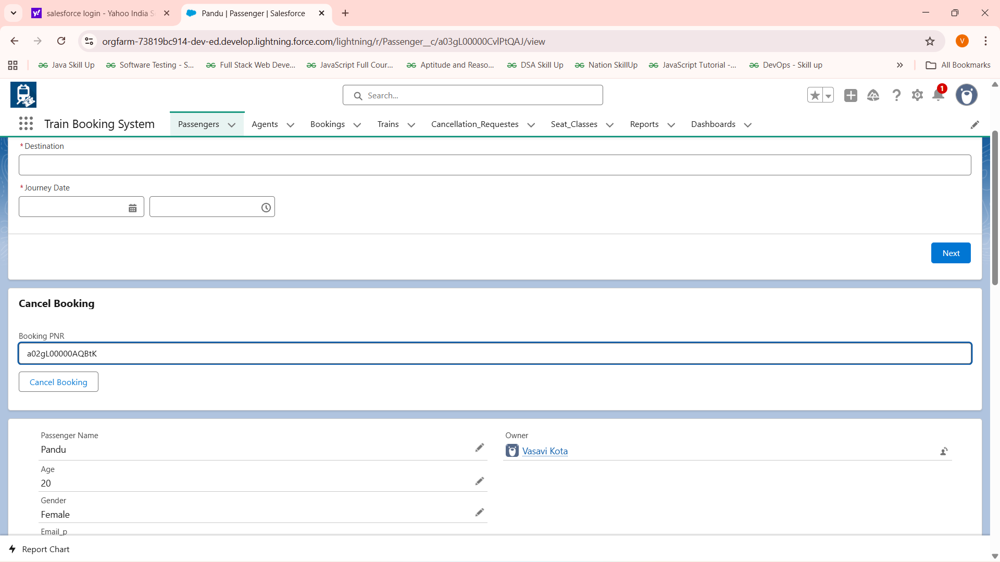 salesforce login - Yahoo India S
Pandu | Passenger | Salesforce
orgfarm-73819bc914-dev-ed.develop.lightning.force.com/lightning/r/Passenger__c/a03gL00000CvlPtQAJ/view
V
Java Skill Up
Software Testing - S...
Full Stack Web Deve...
JavaScript Full Cour...
Aptitude and Reaso...
DSA Skill Up
Nation SkillUp
JavaScript Tutorial -...
DevOps - Skill up
All Bookmarks
Search...
1
Train Booking System
Passengers
Agents
Bookings
Trains
Cancellation_Requestes
Seat_Classes
Reports
Dashboards
*Destination
*Journey Date
Next
Cancel Booking
Booking PNR
a02gL00000AQBtK
Cancel Booking
Passenger Name
Pandu
Owner
Vasavi Kota
Age
20
Gender
Female
Email_p
Report Chart